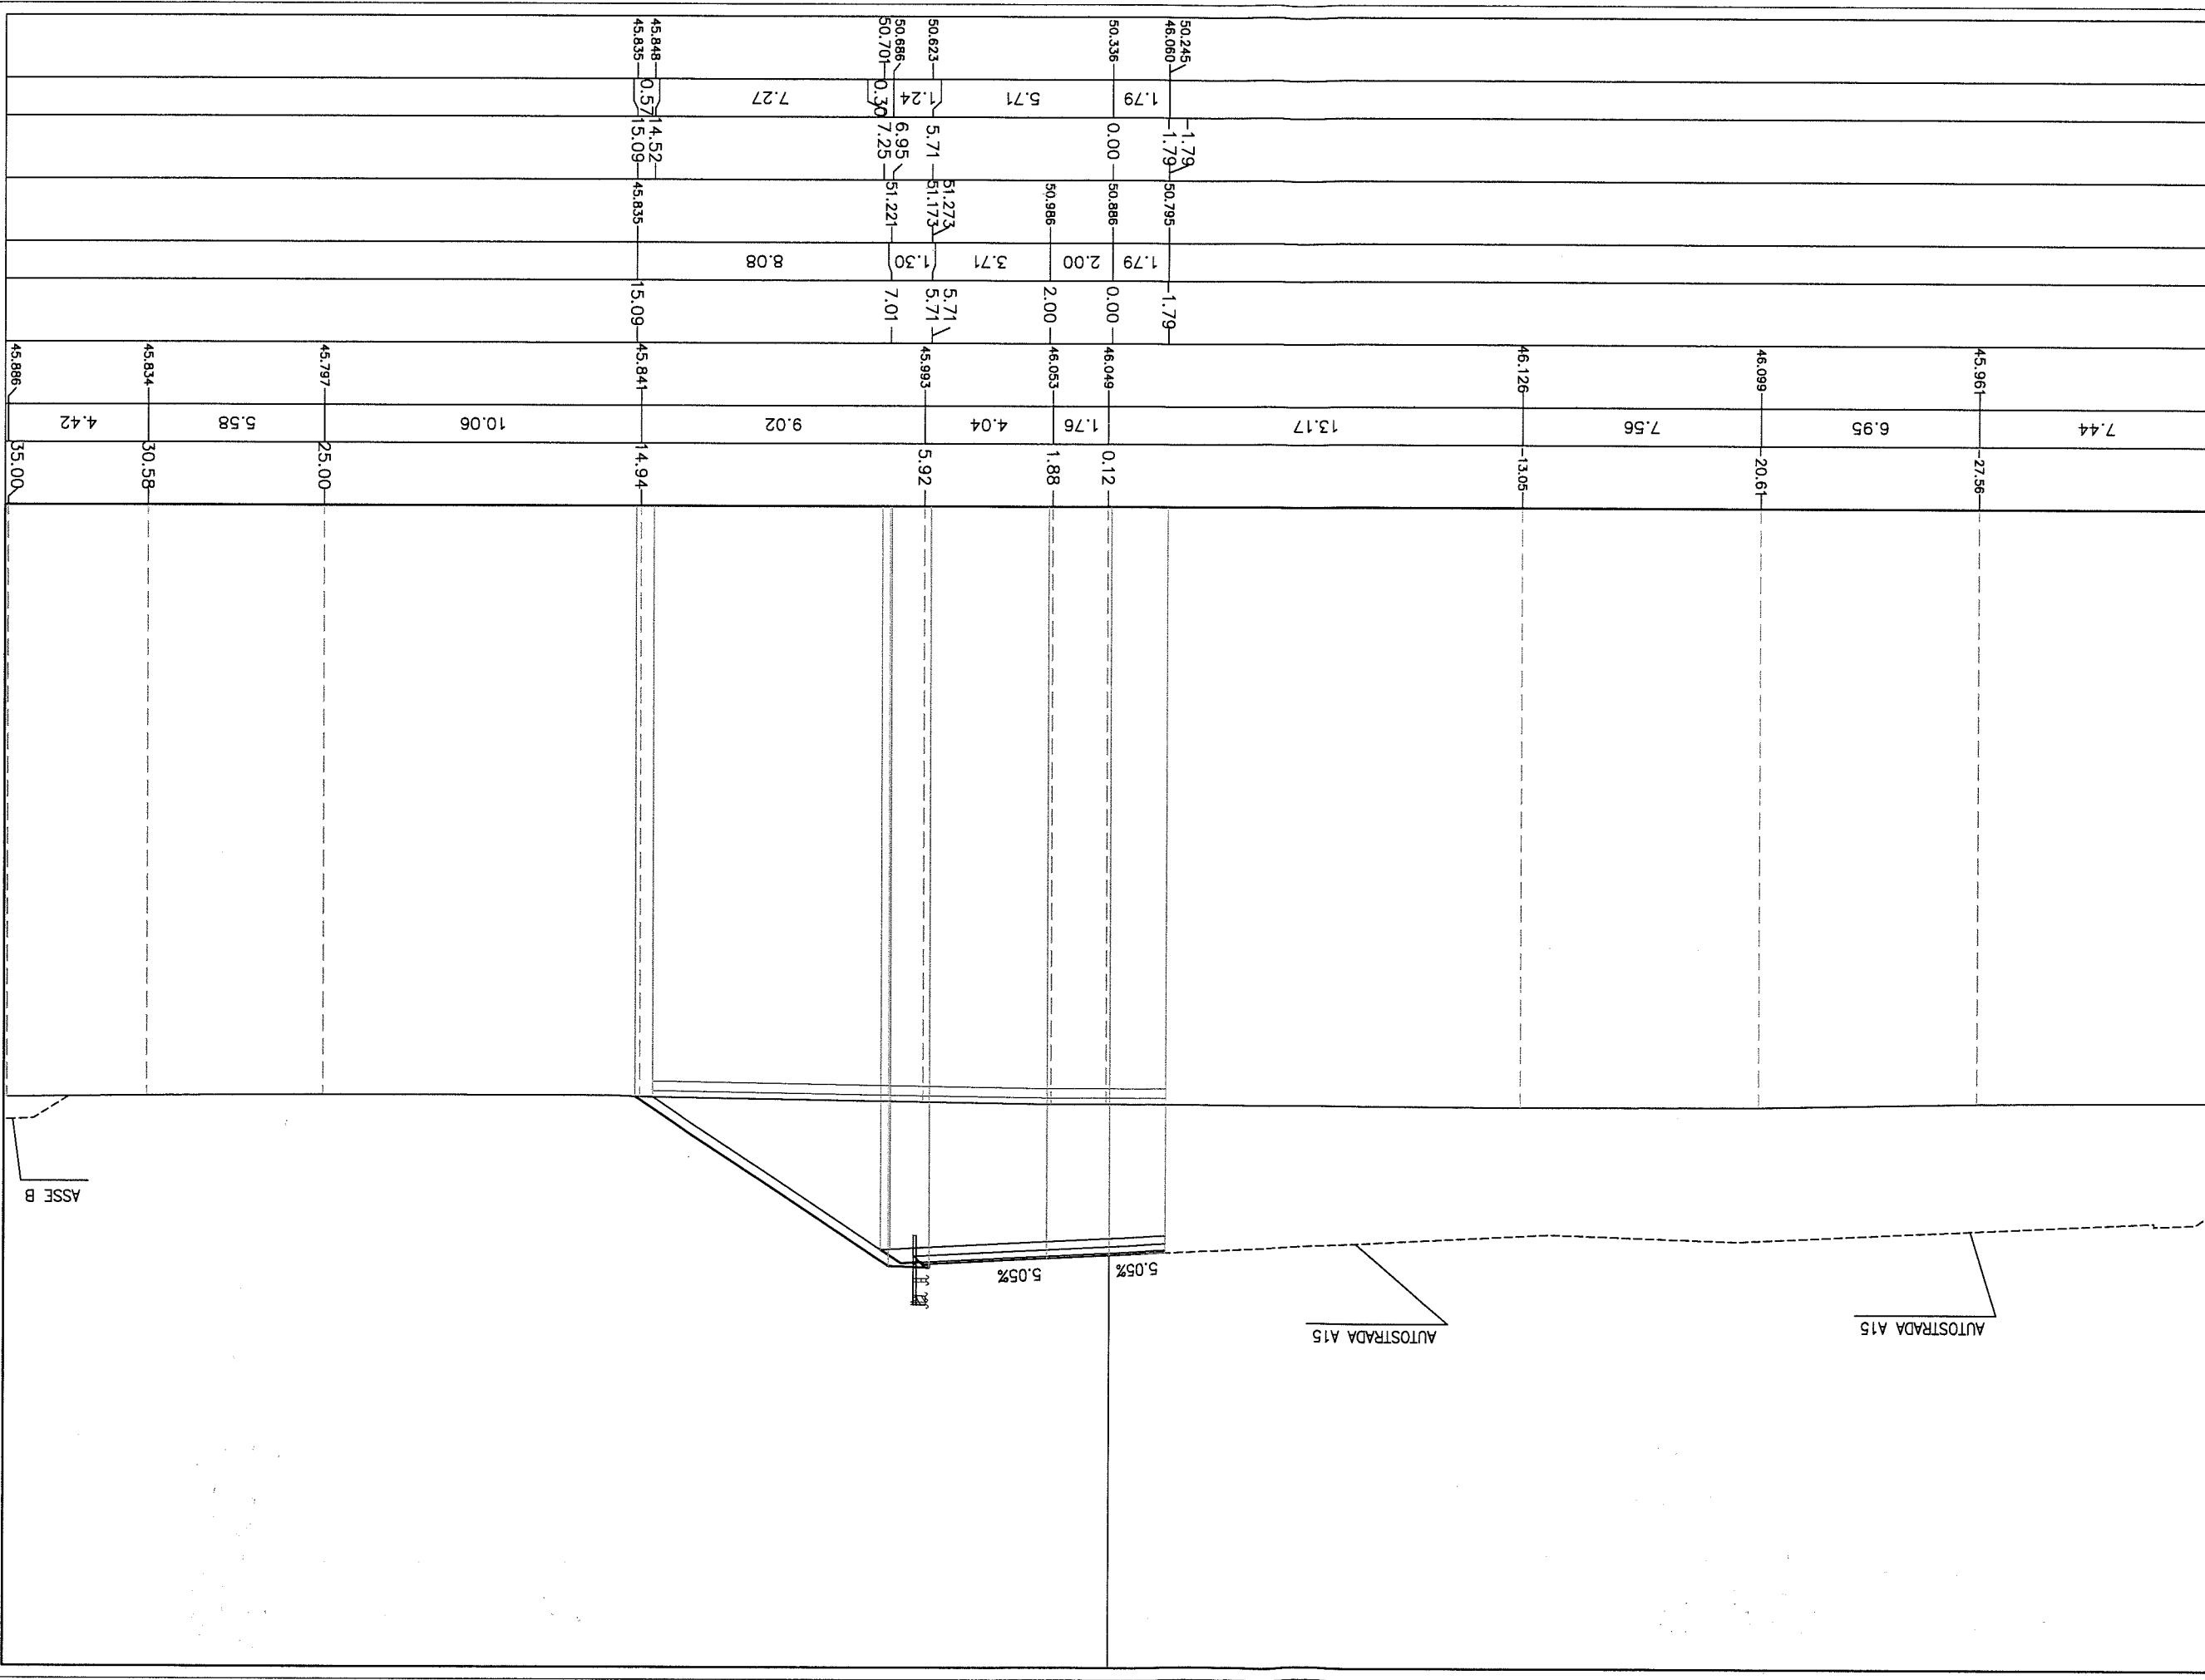 AUTOSTRADA A15
AUTOSTRADA A15
5.05%
5.05%
ASSE B
-27.56 -20.61 -13.05 0.12 1.88 5.92 14.94 25.00 30.58 35.00
7.44 6.95 7.56 13.17 1.76 4.04 9.02 10.06 5.58 4.42
45.961 46.099 46.126 46.049 46.053 45.993 45.841 45.797 45.834 45.886
-1.79 0.00 2.00 5.71 5.71 7.01 15.09
1.79 2.00 3.71 1.30 8.08
50.795 50.886 50.986 51.273 51.173 51.221 45.835
-1.79 -1.79 0.00 5.71 6.95 7.25 14.52 15.09
1.79 5.71 1.24 0.30 7.27 0.57
50.245 46.060 50.336 50.623 50.686 50.701 45.848 45.835